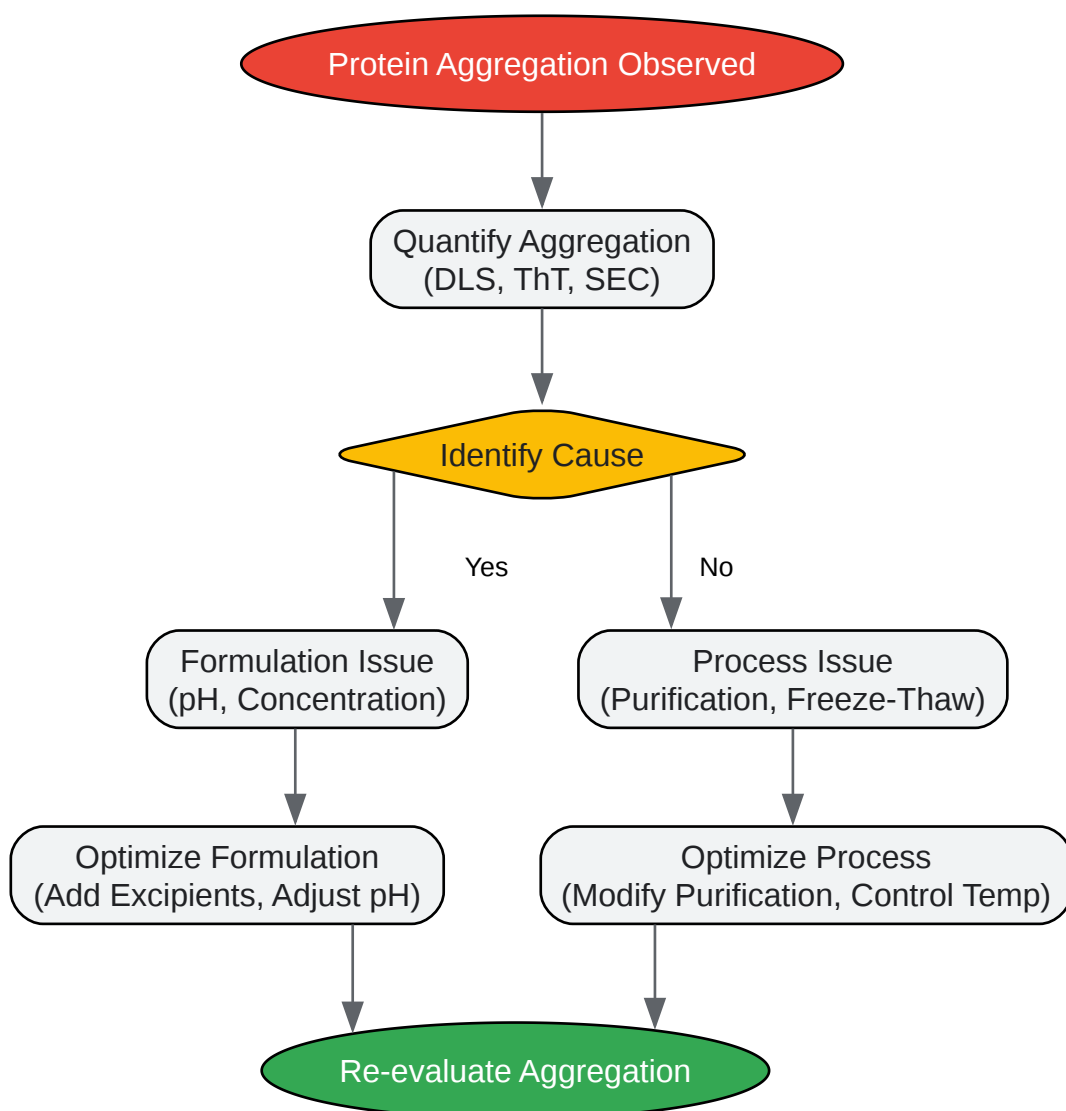 Protein Aggregation Observed
Quantify Aggregation
(DLS, ThT, SEC)
Identify Cause
Yes
No
Formulation Issue
(pH, Concentration)
Process Issue
(Purification, Freeze-Thaw)
Optimize Formulation
(Add Excipients, Adjust pH)
Optimize Process
(Modify Purification, Control Temp)
Re-evaluate Aggregation